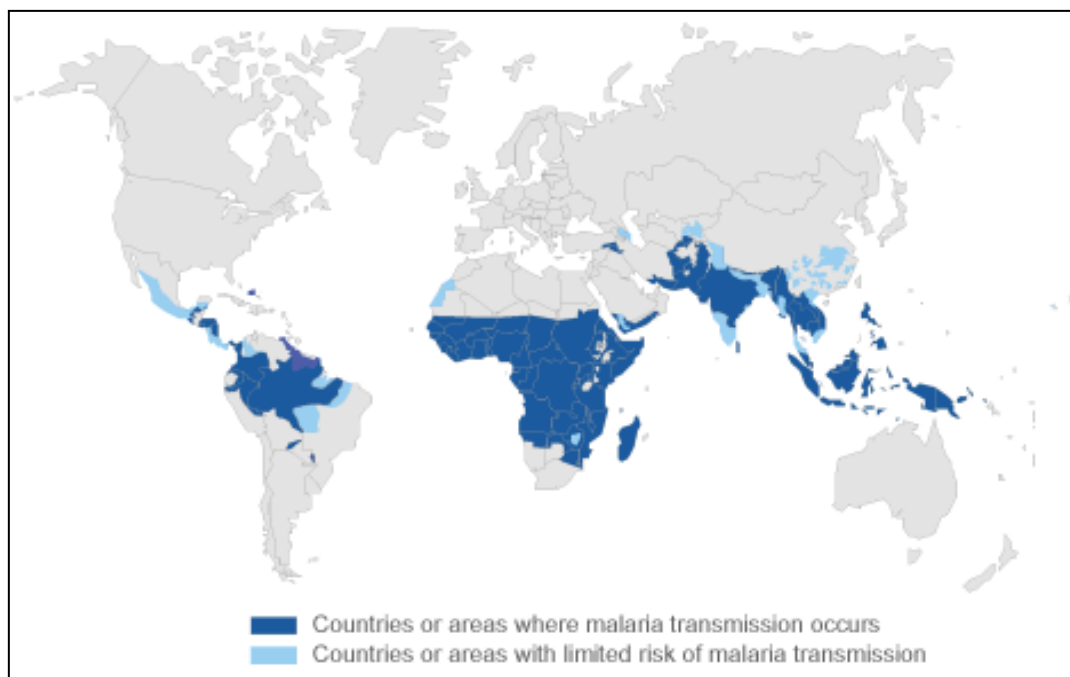 Countries or areas where malaria transmission occurs
Countries or areas with limited risk of malaria transmission